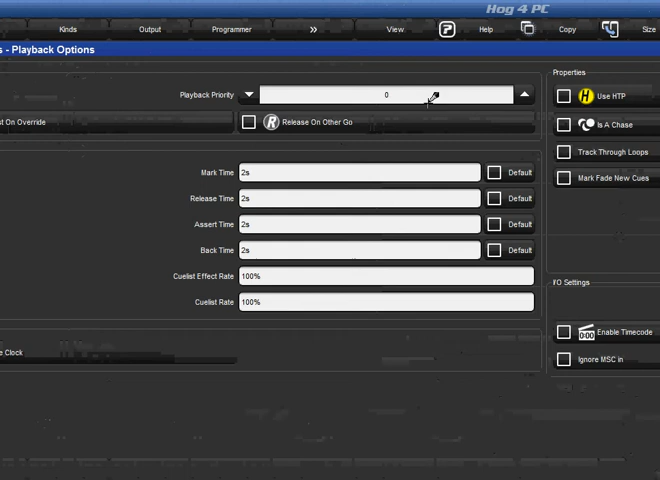 Hog 4 PC
Kinds Output Programmer » View Help Copy Size
s - Playback Options
Playback Priority 0
st On Override R Release On Other Go
Mark Time 2s Default
Release Time 2s Default
Assert Time 2s Default
Back Time 2s Default
Cuelist Effect Rate 100%
Cuelist Rate 100%
e Clock
Properties
H Use HTP
Is A Chase
Track Through Loops
Mark Fade New Cues
I/O Settings
0:00 Enable Timecode
Ignore MSC in